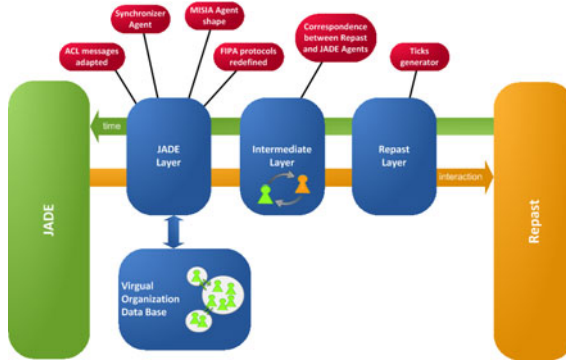 Synchronizer
Agent
MISIA Agent
shape
Correspondence
between Repast
and JADE Agents
ACL messages
adapted
FIPA protocols
redefined
Ticks
generator
time
JADE
Layer
Intermediate
Layer
Repast
Layer
interaction
JADE
Repast
Virgual
Organization
Data Base